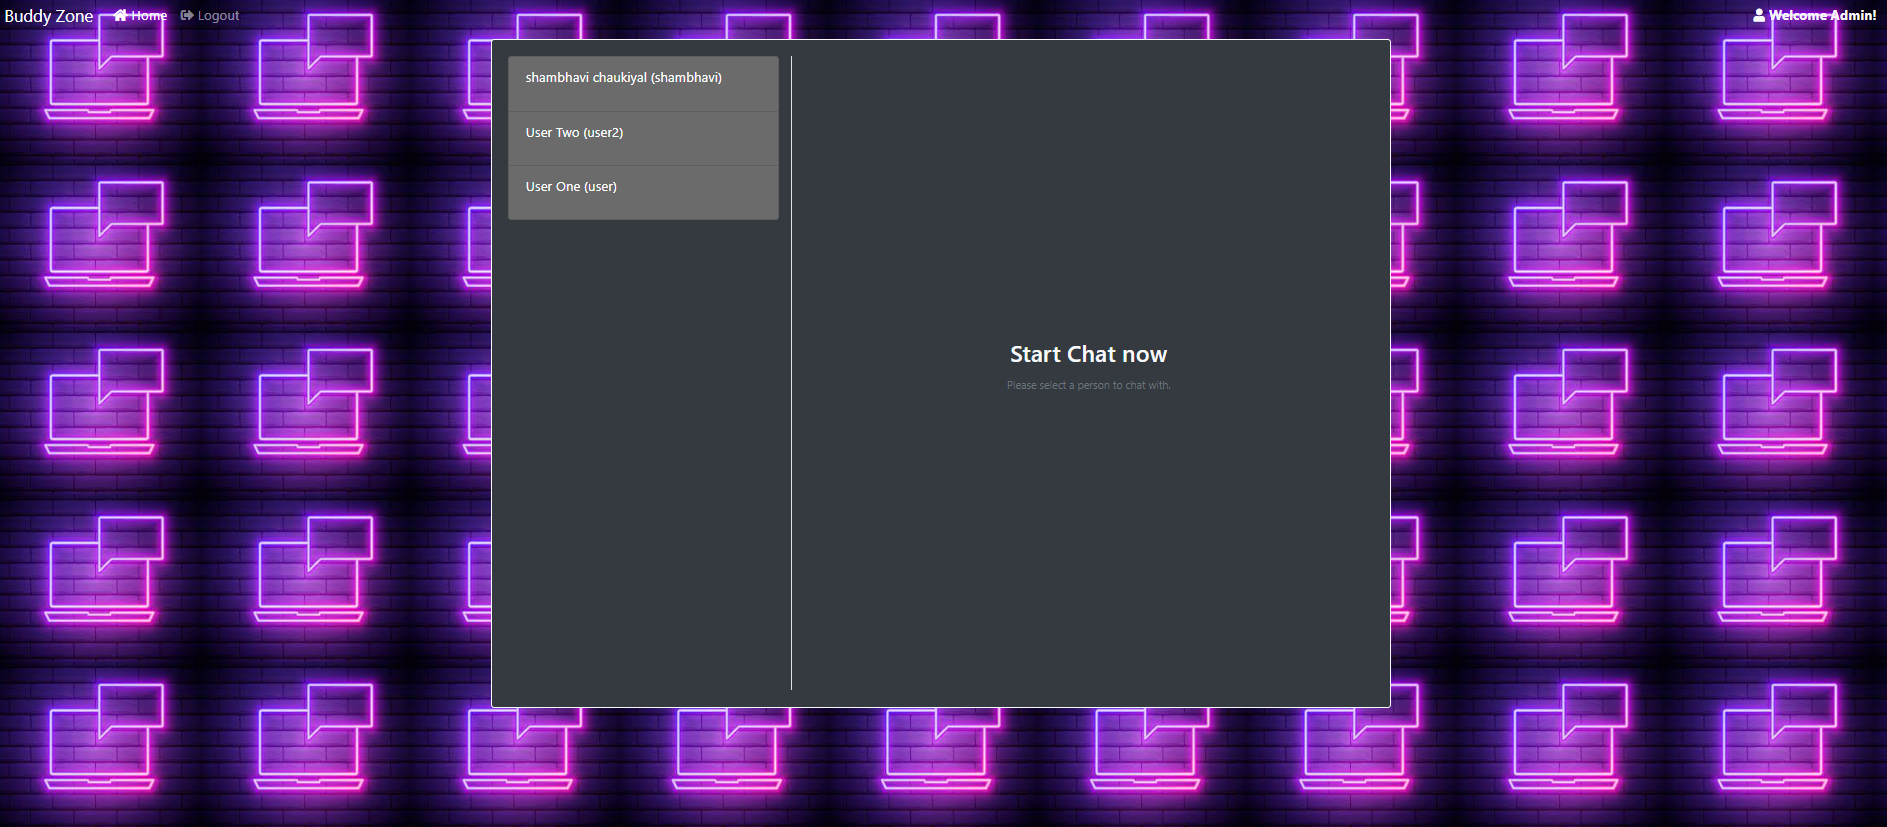 Buddy Zone Home Logout Welcome Admin!
shambhavi chaukiyal (shambhavi)
User Two (user2)
User One (user)
Start Chat now
Please select a person to chat with.